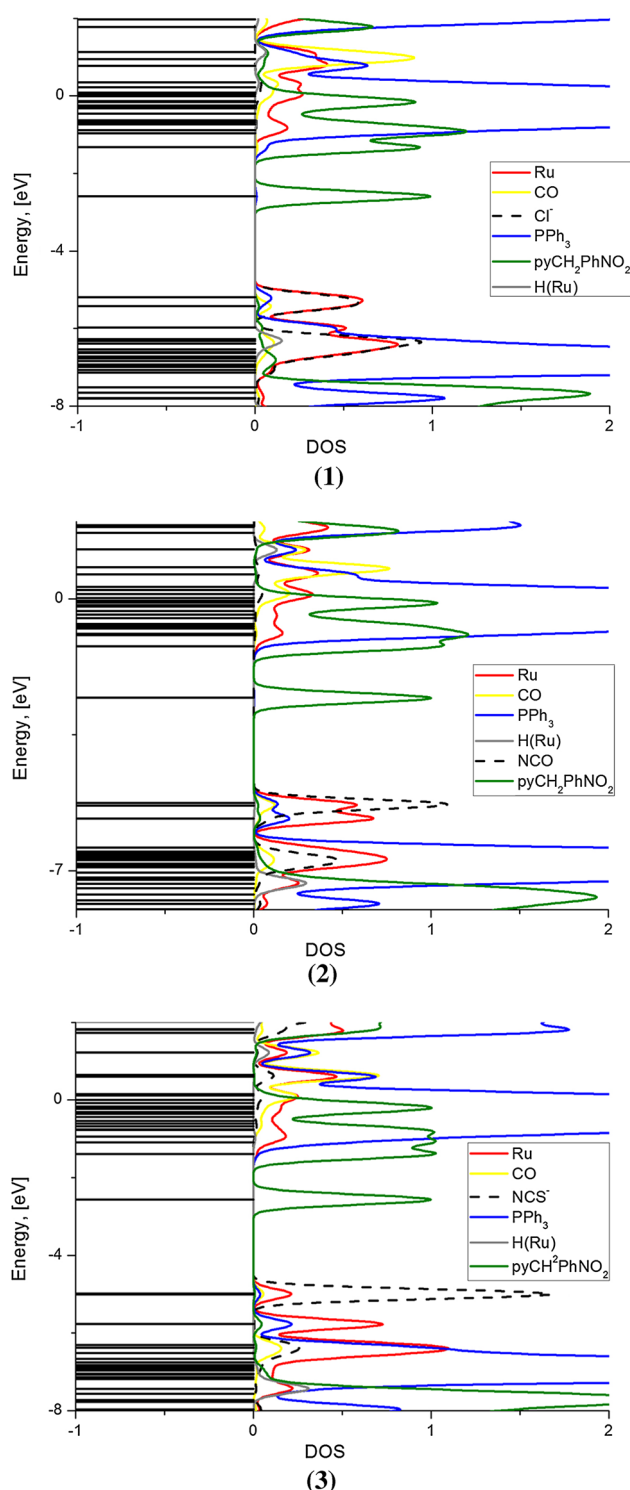 Energy, [eV]
0
-4
-8
-1
0
1
2
DOS
Ru
CO
Cl⁻
PPh₃
pyCH₂PhNO₂
H(Ru)
(1)
Energy, [eV]
0
-7
-1
0
1
2
DOS
Ru
CO
PPh₃
H(Ru)
NCO
pyCH₂PhNO₂
(2)
Energy, [eV]
0
-4
-8
-1
0
1
2
DOS
Ru
CO
NCS⁻
PPh₃
H(Ru)
pyCH²PhNO₂
(3)